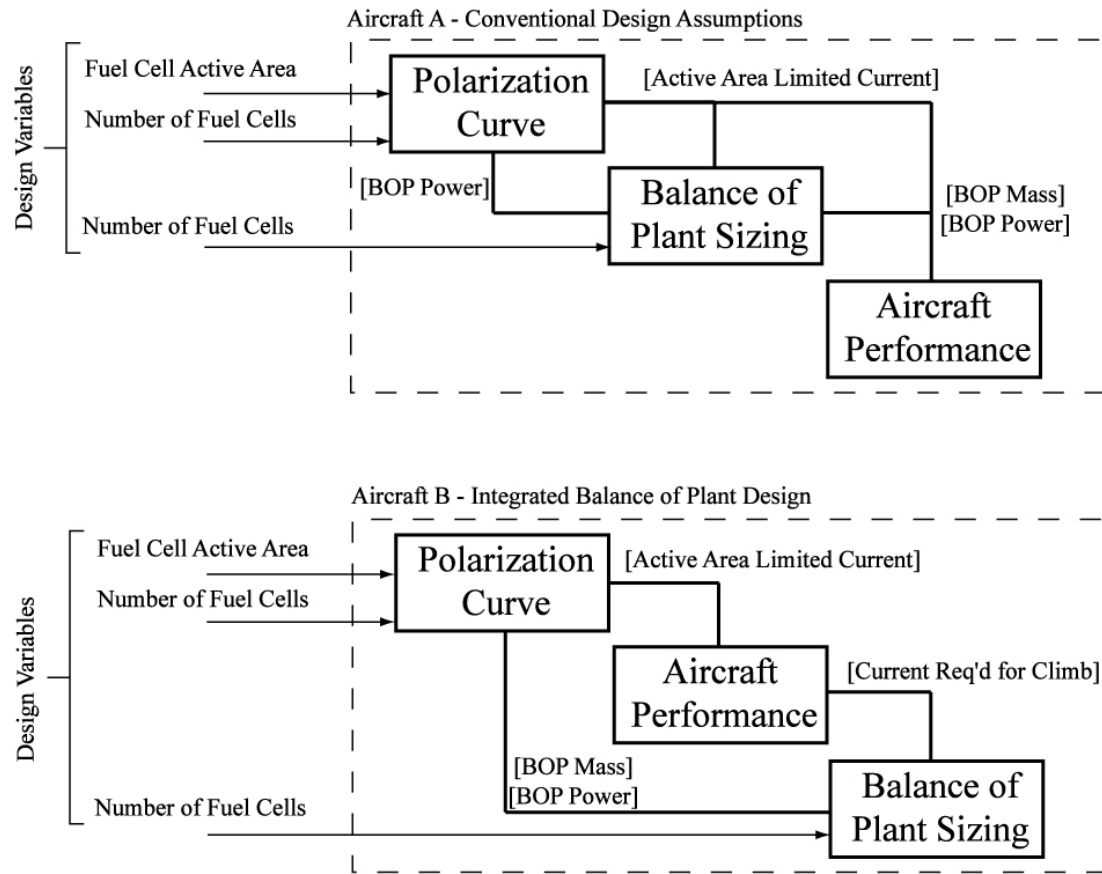 Aircraft A - Conventional Design Assumptions
Design Variables
Fuel Cell Active Area
Number of Fuel Cells
Number of Fuel Cells
Polarization
Curve
[Active Area Limited Current]
[BOP Power]
Balance of
Plant Sizing
[BOP Mass]
[BOP Power]
Aircraft
Performance
Aircraft B - Integrated Balance of Plant Design
Design Variables
Fuel Cell Active Area
Number of Fuel Cells
Number of Fuel Cells
Polarization
Curve
[Active Area Limited Current]
Aircraft
Performance
[Current Req'd for Climb]
[BOP Mass]
[BOP Power]
Balance of
Plant Sizing